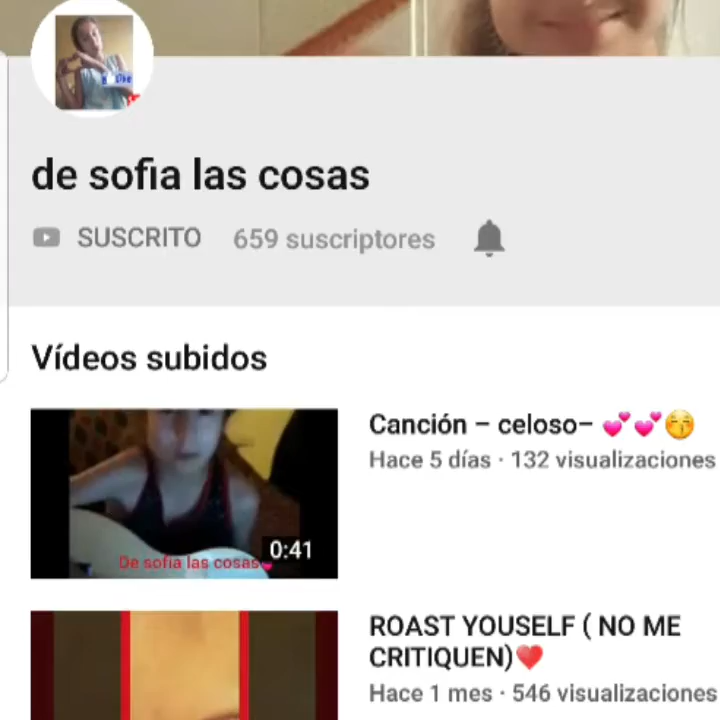 de sofia las cosas
SUSCRITO 659 suscriptores
Vídeos subidos
Canción – celoso– 💕💕😚
Hace 5 días · 132 visualizaciones
0:41
De sofia las cosas
ROAST YOUSELF ( NO ME
CRITIQUEN)♥️
Hace 1 mes · 546 visualizaciones